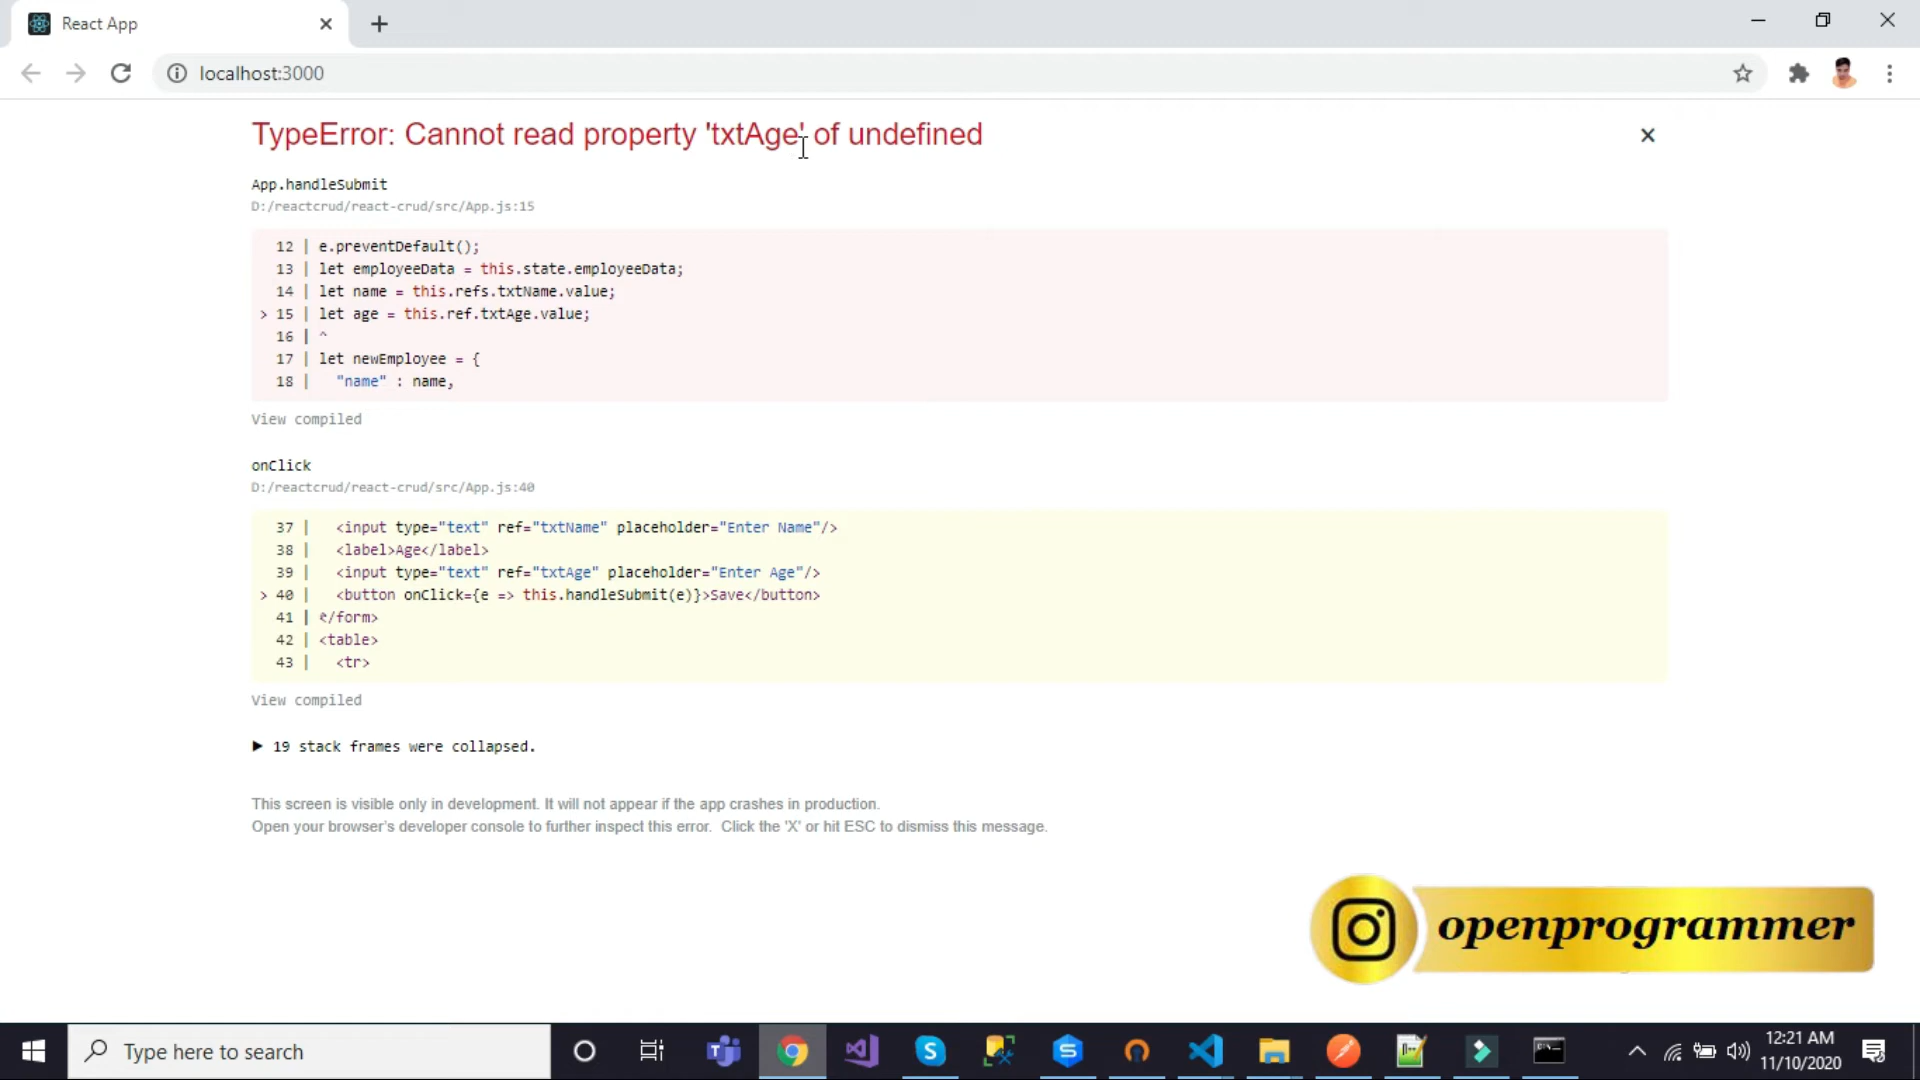 React App
localhost:3000
TypeError: Cannot read property 'txtAge' of undefined
App.handleSubmit
D:/reactcrud/react-crud/src/App.js:15
12 | e.preventDefault();
13 | let employeeData = this.state.employeeData;
14 | let name = this.refs.txtName.value;
> 15 | let age = this.ref.txtAge.value;
16 | ^
17 | let newEmployee = {
18 |   "name" : name,
View compiled
onClick
D:/reactcrud/react-crud/src/App.js:40
37 |   <input type="text" ref="txtName" placeholder="Enter Name"/>
38 |   <label>Age</label>
39 |   <input type="text" ref="txtAge" placeholder="Enter Age"/>
> 40 |   <button onClick={e => this.handleSubmit(e)}>Save</button>
41 | </form>
42 | <table>
43 |   <tr>
View compiled
▶ 19 stack frames were collapsed.
This screen is visible only in development. It will not appear if the app crashes in production.
Open your browser's developer console to further inspect this error.  Click the 'X' or hit ESC to dismiss this message.
openprogrammer
Type here to search
12:21 AM
11/10/2020